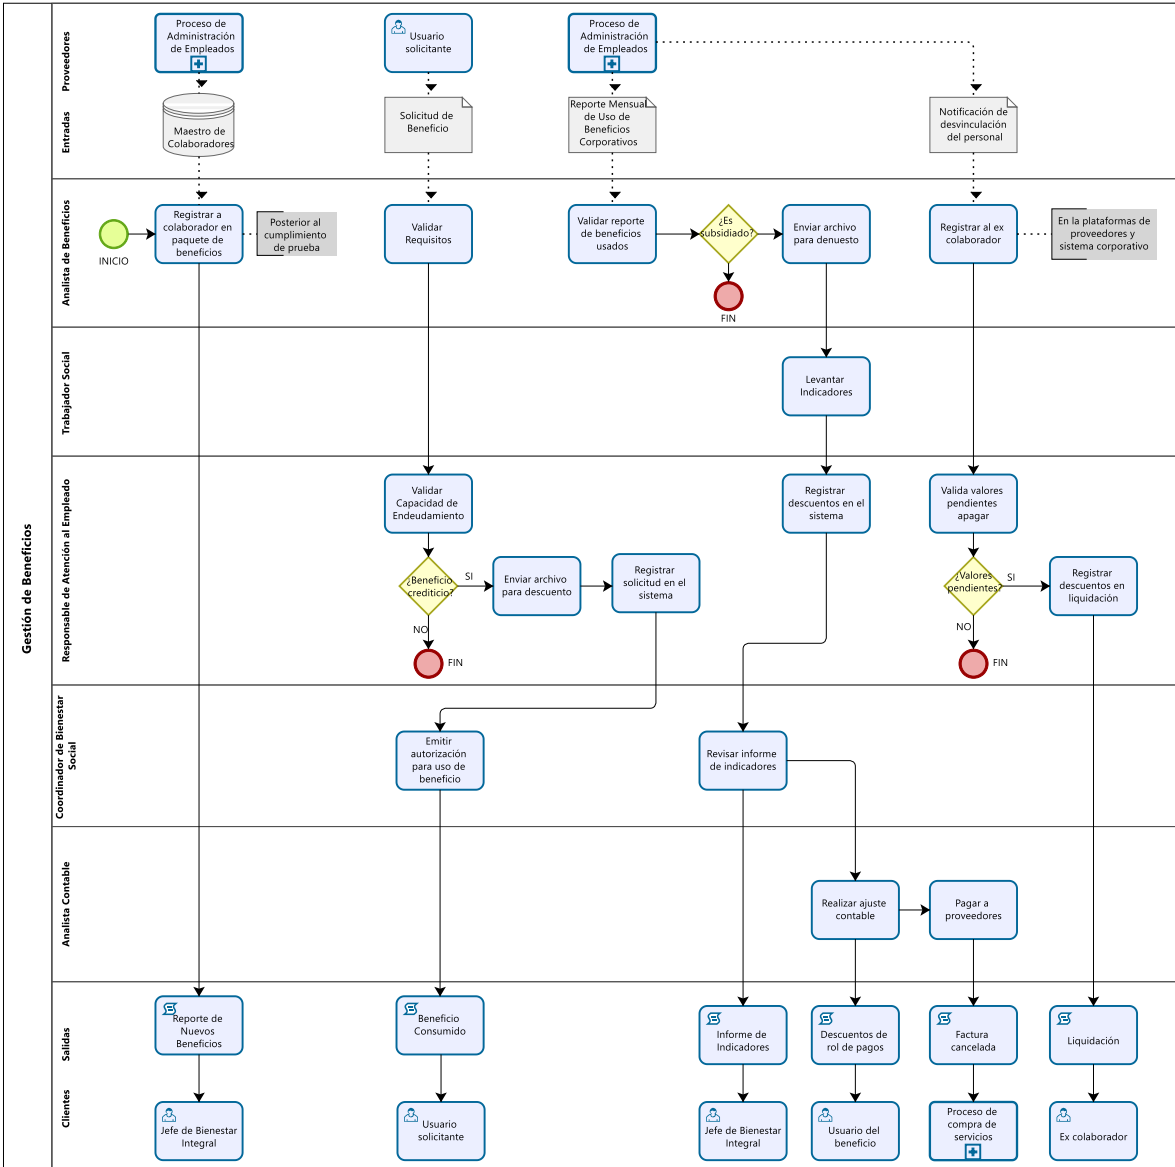 Gestión de Beneficios
Proveedores
Proceso de
Administración
de Empleados
Usuario
solicitante
Proceso de
Administración
de Empleados
Entradas
Maestro de
Colaboradores
Solicitud de
Beneficio
Reporte Mensual
de Uso de
Beneficios
Corporativos
Notificación de
desvinculación
del personal
Analista de Beneficios
INICIO
Registrar a
colaborador en
paquete de
beneficios
Posterior al
cumplimiento
de prueba
Validar
Requisitos
Validar reporte
de beneficios
usados
¿Es
subsidiado?
FIN
Enviar archivo
para denuesto
Registrar al ex
colaborador
En la plataformas de
proveedores y
sistema corporativo
Trabajador Social
Levantar
Indicadores
Responsable de Atención al Empleado
Validar
Capacidad de
Endeudamiento
¿Beneficio
crediticio?
SI
NO
FIN
Enviar archivo
para descuento
Registrar
solicitud en el
sistema
Registrar
descuentos en el
sistema
Valida valores
pendientes
apagar
¿Valores
pendientes?
SI
NO
FIN
Registrar
descuentos en
liquidación
Coordinador de Bienestar
Social
Emitir
autorización
para uso de
beneficio
Revisar informe
de indicadores
Analista Contable
Realizar ajuste
contable
Pagar a
proveedores
Salidas
Reporte de
Nuevos
Beneficios
Beneficio
Consumido
Informe de
Indicadores
Descuentos de
rol de pagos
Factura
cancelada
Liquidación
Clientes
Jefe de Bienestar
Integral
Usuario
solicitante
Jefe de Bienestar
Integral
Usuario del
beneficio
Proceso de
compra de
servicios
Ex colaborador